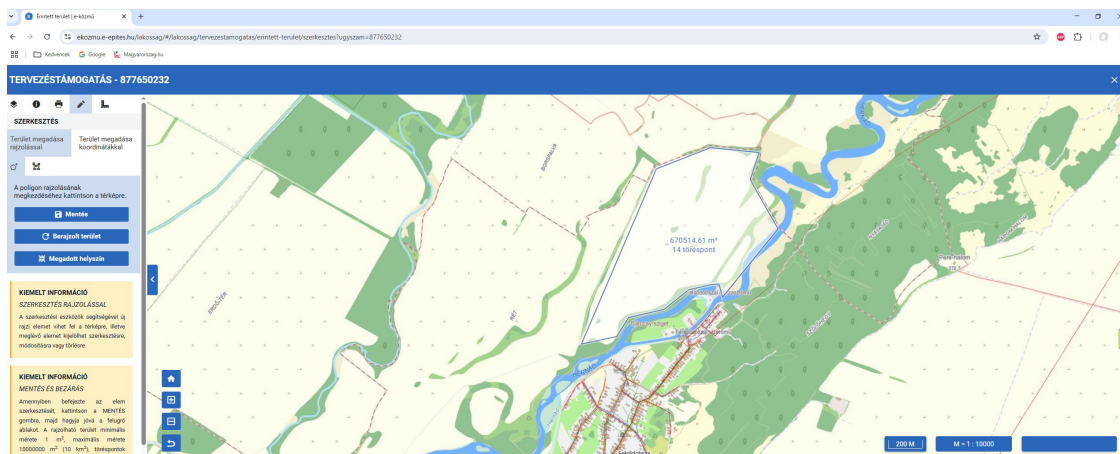 Érintett terület | e-közmű
ekozmu.e-epites.hu/lakossag/#/lakossag/tervezestamogatas/erintett-terulet/szerkesztes?ugyszam=877650232
Kedvencek Google Magyarorszag.hu
TERVEZÉSTÁMOGATÁS - 877650232
SZERKESZTÉS
Terület megadása rajzolással
Terület megadása koordinátákkal
A poligon rajzolásának
megkezdéséhez kattintson a térképre.
Mentés
Berajzolt terület
Megadott helyszín
KIEMELT INFORMÁCIÓ
SZERKESZTÉS RAJZOLÁSSAL
A szerkesztési eszközök segítségével új
rajzi elemet vihet fel a térképre, illetve
meglévő elemet kijelölhet szerkesztésre,
módosításra vagy törlésre.
KIEMELT INFORMÁCIÓ
MENTÉS ÉS BEZÁRÁS
Amennyiben befejezte az elem
szerkesztését, kattintson a MENTÉS
gombra, majd hagyja jóvá a felugró
ablakot. A rajzolható terület minimális
mérete 1 m², maximális mérete
10000000 m² (10 km²), töréspontok
670514.61 m²
14 töréspont
RÉT
Pere-halom
200 M
M = 1 : 10000